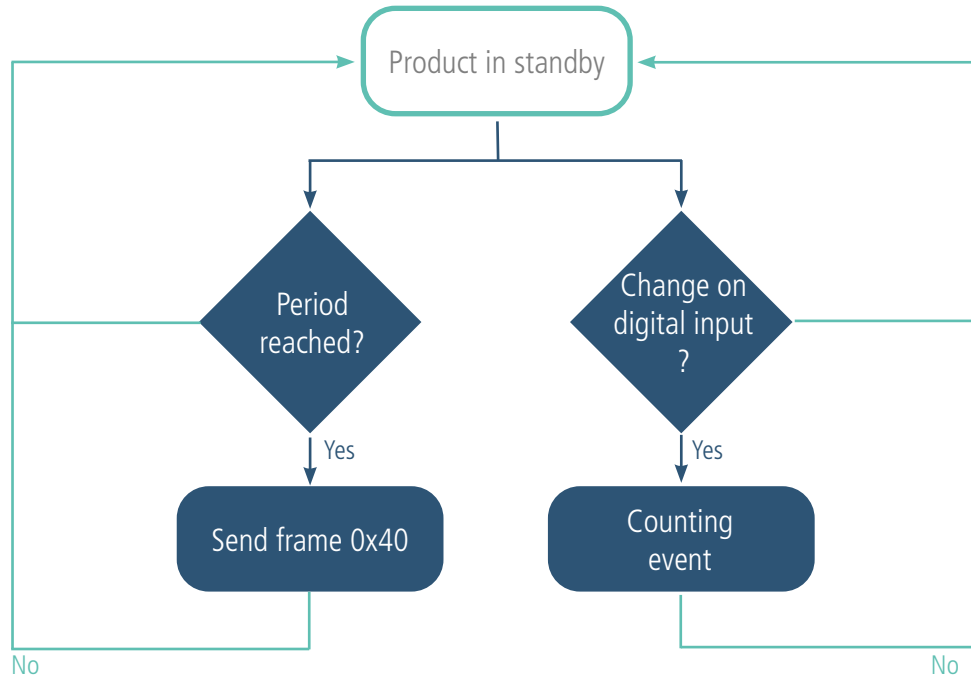 Product in standby
Period
reached?
Change on
digital input
?
Yes
Yes
Send frame 0x40
Counting
event
No
No